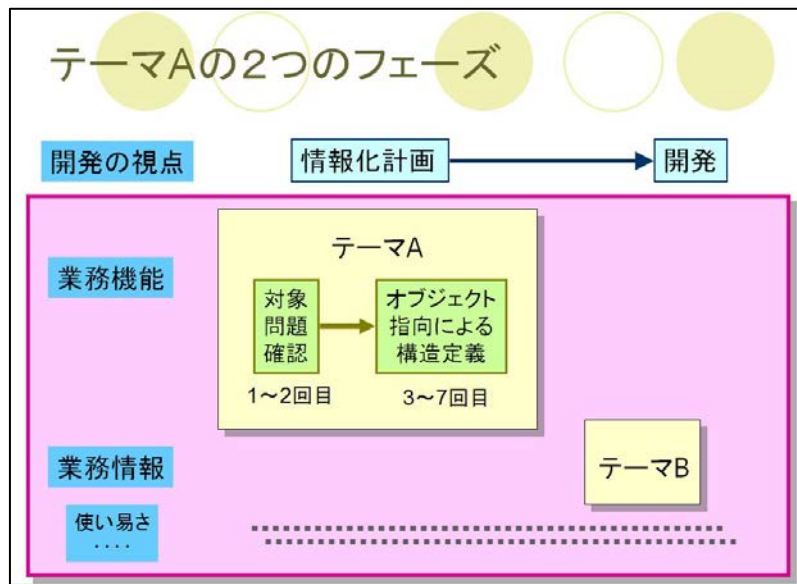 テーマAの２つのフェーズ
開発の視点
情報化計画
開発
業務機能
テーマA
対象
問題
確認
オブジェクト
指向による
構造定義
1～2回目
3～7回目
業務情報
テーマB
使い易さ
‥‥